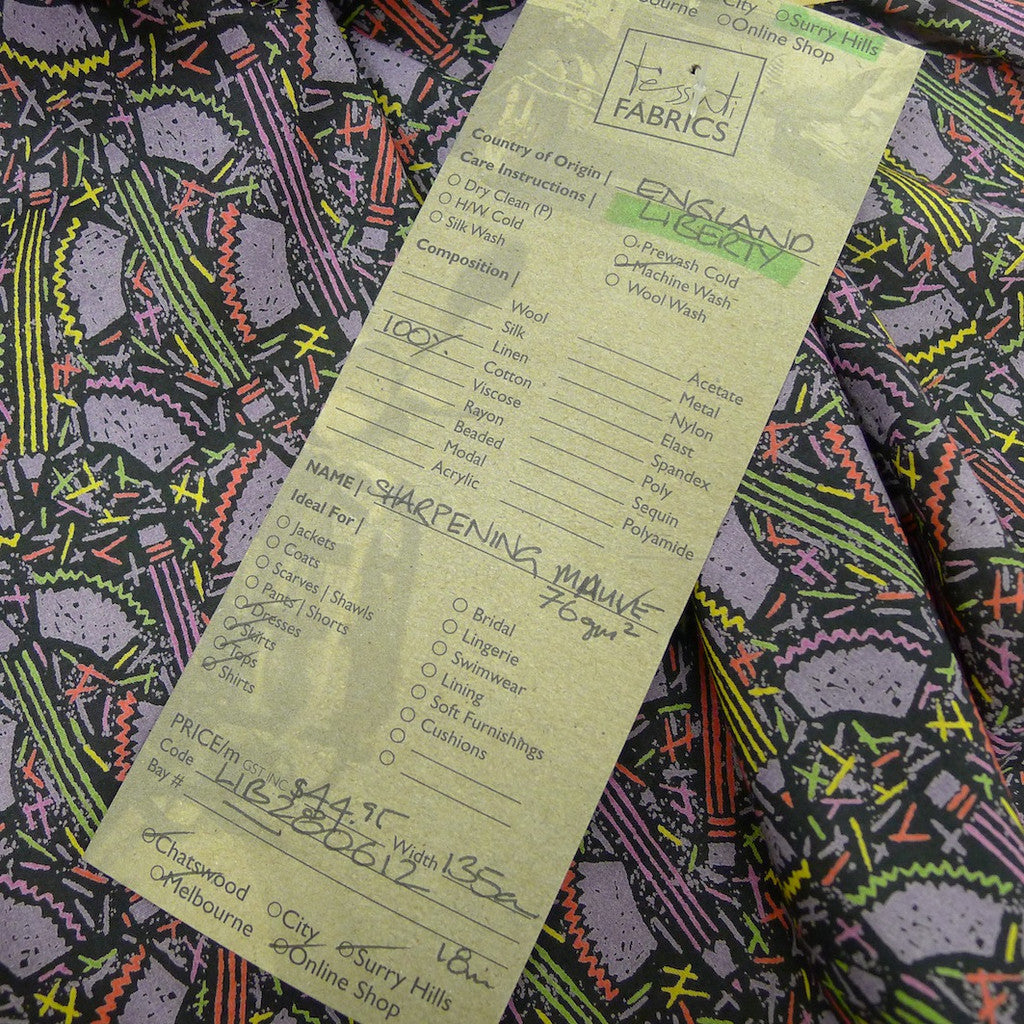 City
Surry Hills
bourne
Online Shop
Tessuti
FABRICS
Country of Origin | ENGLAND
Care Instructions | LIBERTY
Dry Clean (P)
H/W Cold
Silk Wash
Prewash Cold
Machine Wash
Wool Wash
Composition |
Wool
Silk
Linen
100% Cotton
Viscose
Rayon
Beaded
Modal
Acrylic
Acetate
Metal
Nylon
Elast
Spandex
Poly
Sequin
Polyamide
NAME | SHARPENING MAUVE
76gm²
Ideal For |
Jackets
Coats
Scarves | Shawls
Pants | Shorts
Dresses
Skirts
Tops
Shirts
Bridal
Lingerie
Swimwear
Lining
Soft Furnishings
Cushions
PRICE/m GST INC $44.95
Code LIB2200612 Width 135cm
Bay #
18m
Chatswood
Melbourne
City
Surry Hills
Online Shop